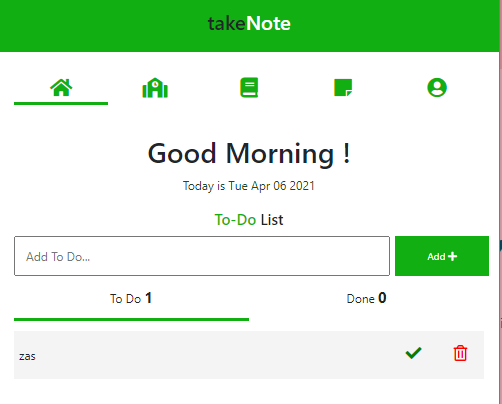 takeNote
Good Morning !
Today is Tue Apr 06 2021
To-Do List
Add To Do... Add +
To Do 1 Done 0
zas